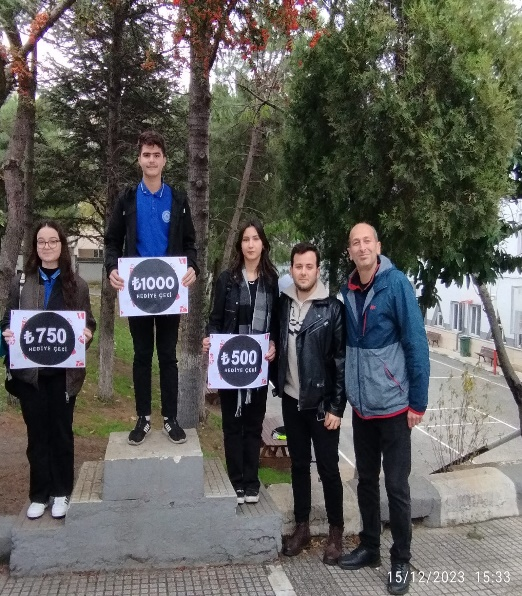 ₺1000
HEDİYE ÇEKİ
₺750
HEDİYE ÇEKİ
₺500
HEDİYE ÇEKİ
15/12/2023 15:33